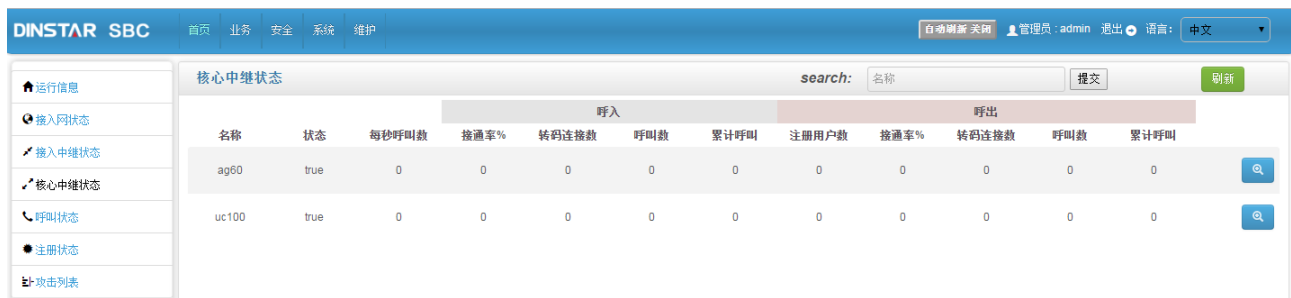 DINSTAR SBC
首页 业务 安全 系统 维护
自动刷新 关闭 管理员 : admin 退出 语言: 中文
运行信息
接入网状态
接入中继状态
核心中继状态
呼叫状态
注册状态
攻击列表
核心中继状态 search: 名称 提交 刷新
呼入 呼出
名称 状态 每秒呼叫数 接通率% 转码连接数 呼叫数 累计呼叫 注册用户数 接通率% 转码连接数 呼叫数 累计呼叫
ag60 true 0 0 0 0 0 0 0 0 0 0
uc100 true 0 0 0 0 0 0 0 0 0 0